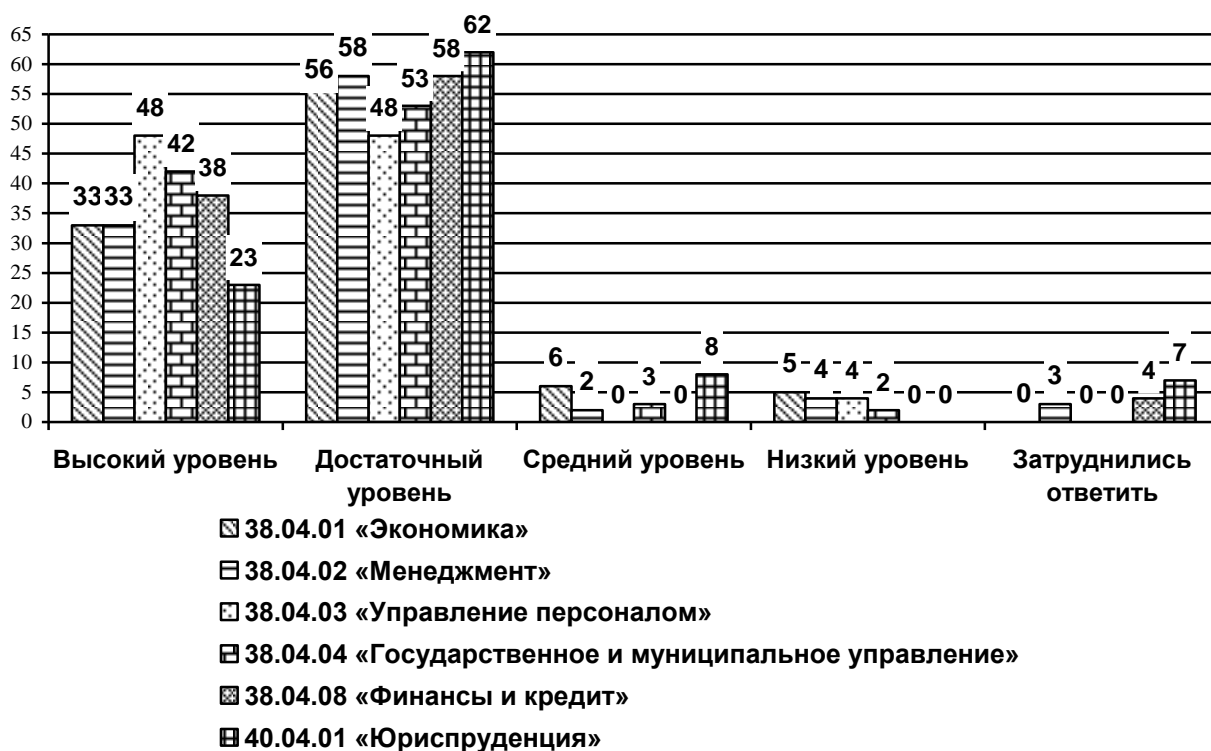 65
60
55
50
45
40
35
30
25
20
15
10
5
0
33 33 48 42 38 23
56 58 48 53 58 62
6 2 0 3 0 8
5 4 4 2 0 0
0 3 0 0 4 7
Высокий уровень
Достаточный
уровень
Средний уровень
Низкий уровень
Затруднились
ответить
38.04.01 «Экономика»
38.04.02 «Менеджмент»
38.04.03 «Управление персоналом»
38.04.04 «Государственное и муниципальное управление»
38.04.08 «Финансы и кредит»
40.04.01 «Юриспруденция»